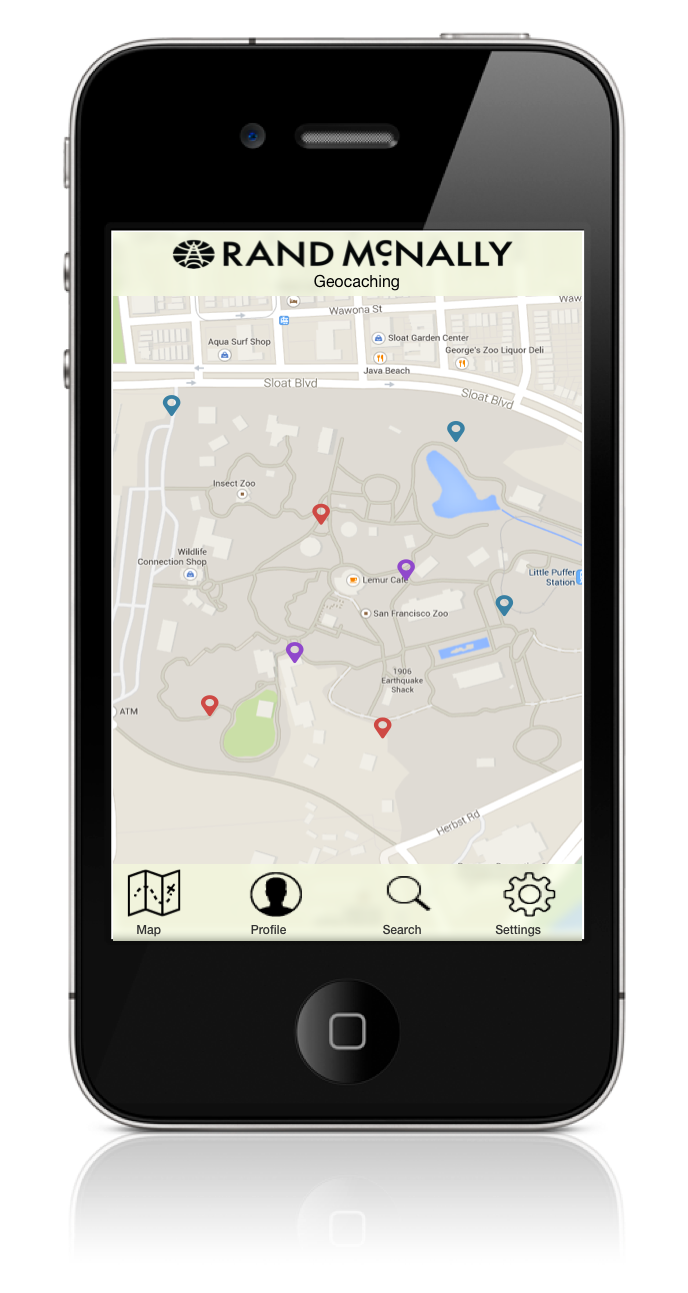 RAND McNALLY
Geocaching
Wawona St
Waw
Aqua Surf Shop
Sloat Garden Center
George's Zoo Liquor Deli
Java Beach
Sloat Blvd
Sloat Blvd
Insect Zoo
Wildlife
Connection Shop
Lemur Cafe
Little Puffer
Station
San Francisco Zoo
1906
Earthquake
Shack
ATM
Herbst Rd
Map
Profile
Search
Settings